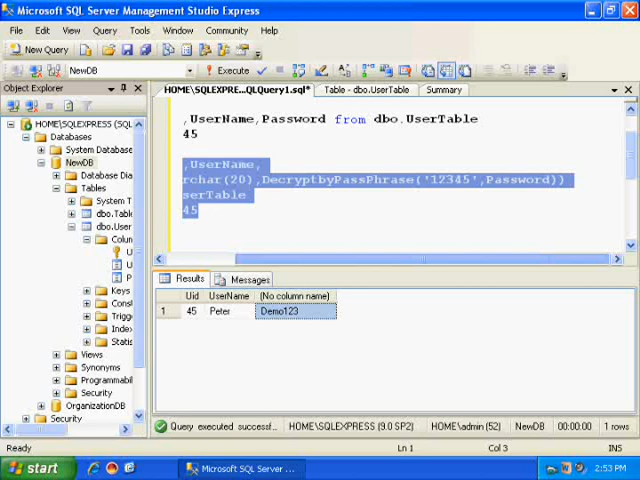 Microsoft SQL Server Management Studio Express
File Edit View Query Tools Window Community Help
New Query
NewDB Execute
Object Explorer
HOME\SQLEXPRE...QLQuery1.sql* Table - dbo.UserTable Summary
HOME\SQLEXPRESS (SQL
Databases
System Database
NewDB
Database Dia
Tables
System T
dbo.Table
dbo.User
Colun
U
U
P
Keys
Const
Trigge
Index
Statis
Views
Synonyms
Programmabil
Security
OrganizationDB
Security
,UserName,Password from dbo.UserTable
45
,UserName,
rchar(20),DecryptbyPassPhrase('12345',Password))
serTable
45
Results Messages
Uid UserName (No column name)
1 45 Peter Demo123
Query executed successf... HOME\SQLEXPRESS (9.0 SP2) HOME\admin (52) NewDB 00:00:00 1 rows
Ready Ln 1 Col 3 INS
start Microsoft SQL Server ... 2:53 PM